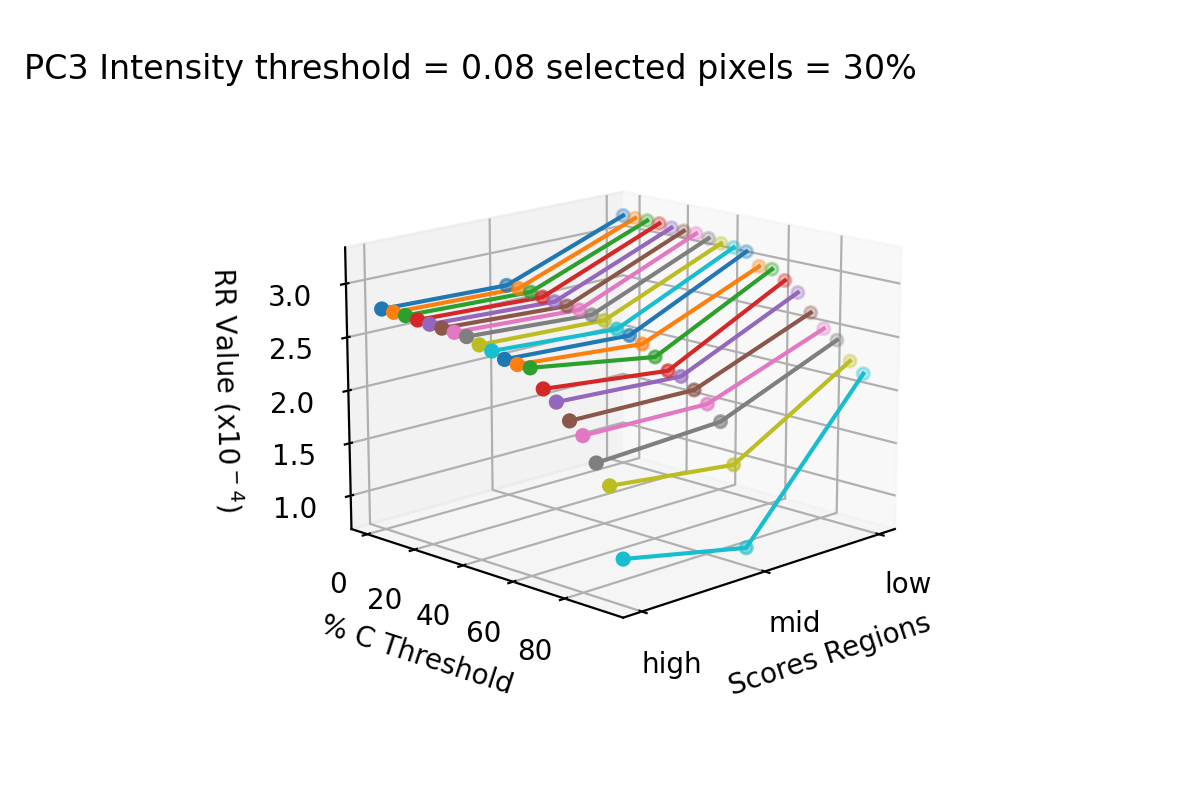 PC3 Intensity threshold = 0.08 selected pixels = 30%
RR Value (x10⁻⁴)
3.0
2.5
2.0
1.5
1.0
0
20
40
60
80
% C Threshold
high
mid
low
Scores Regions